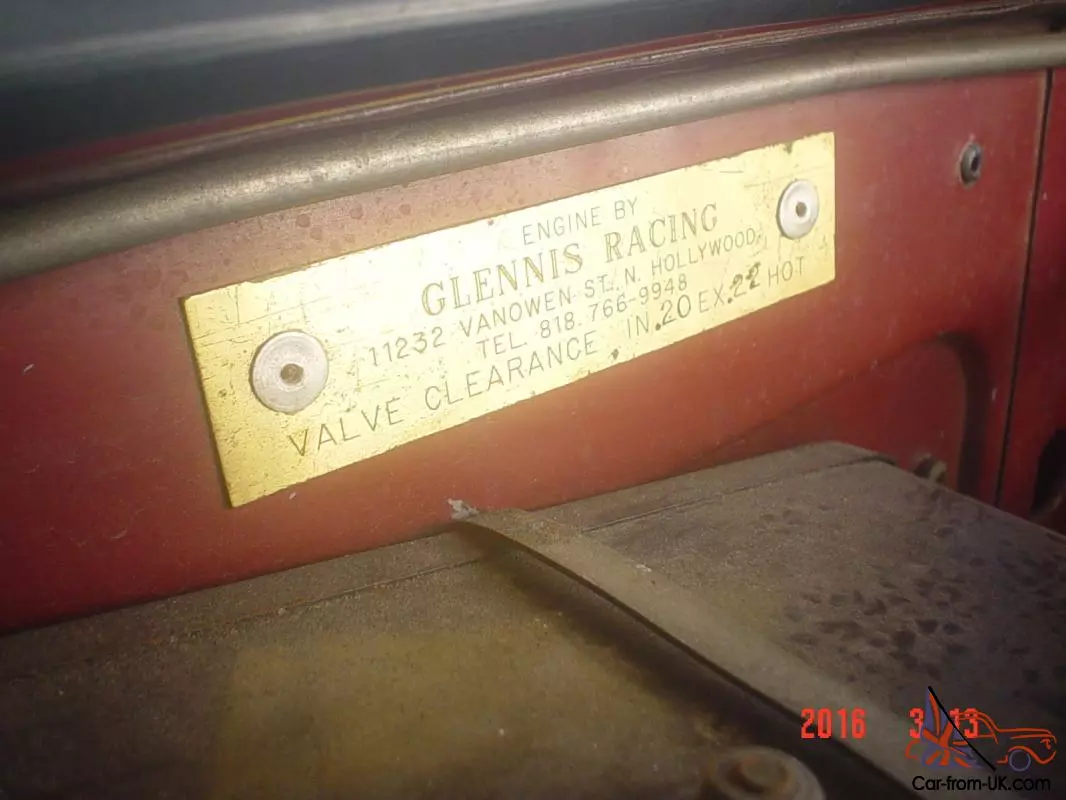 ENGINE BY
GLENNIS RACING
11232 VANOWEN ST. N. HOLLYWOOD,
TEL. 818. 766-9948
VALVE CLEARANCE IN .20 EX .22 HOT
2016 3 13
Car-from-UK.com